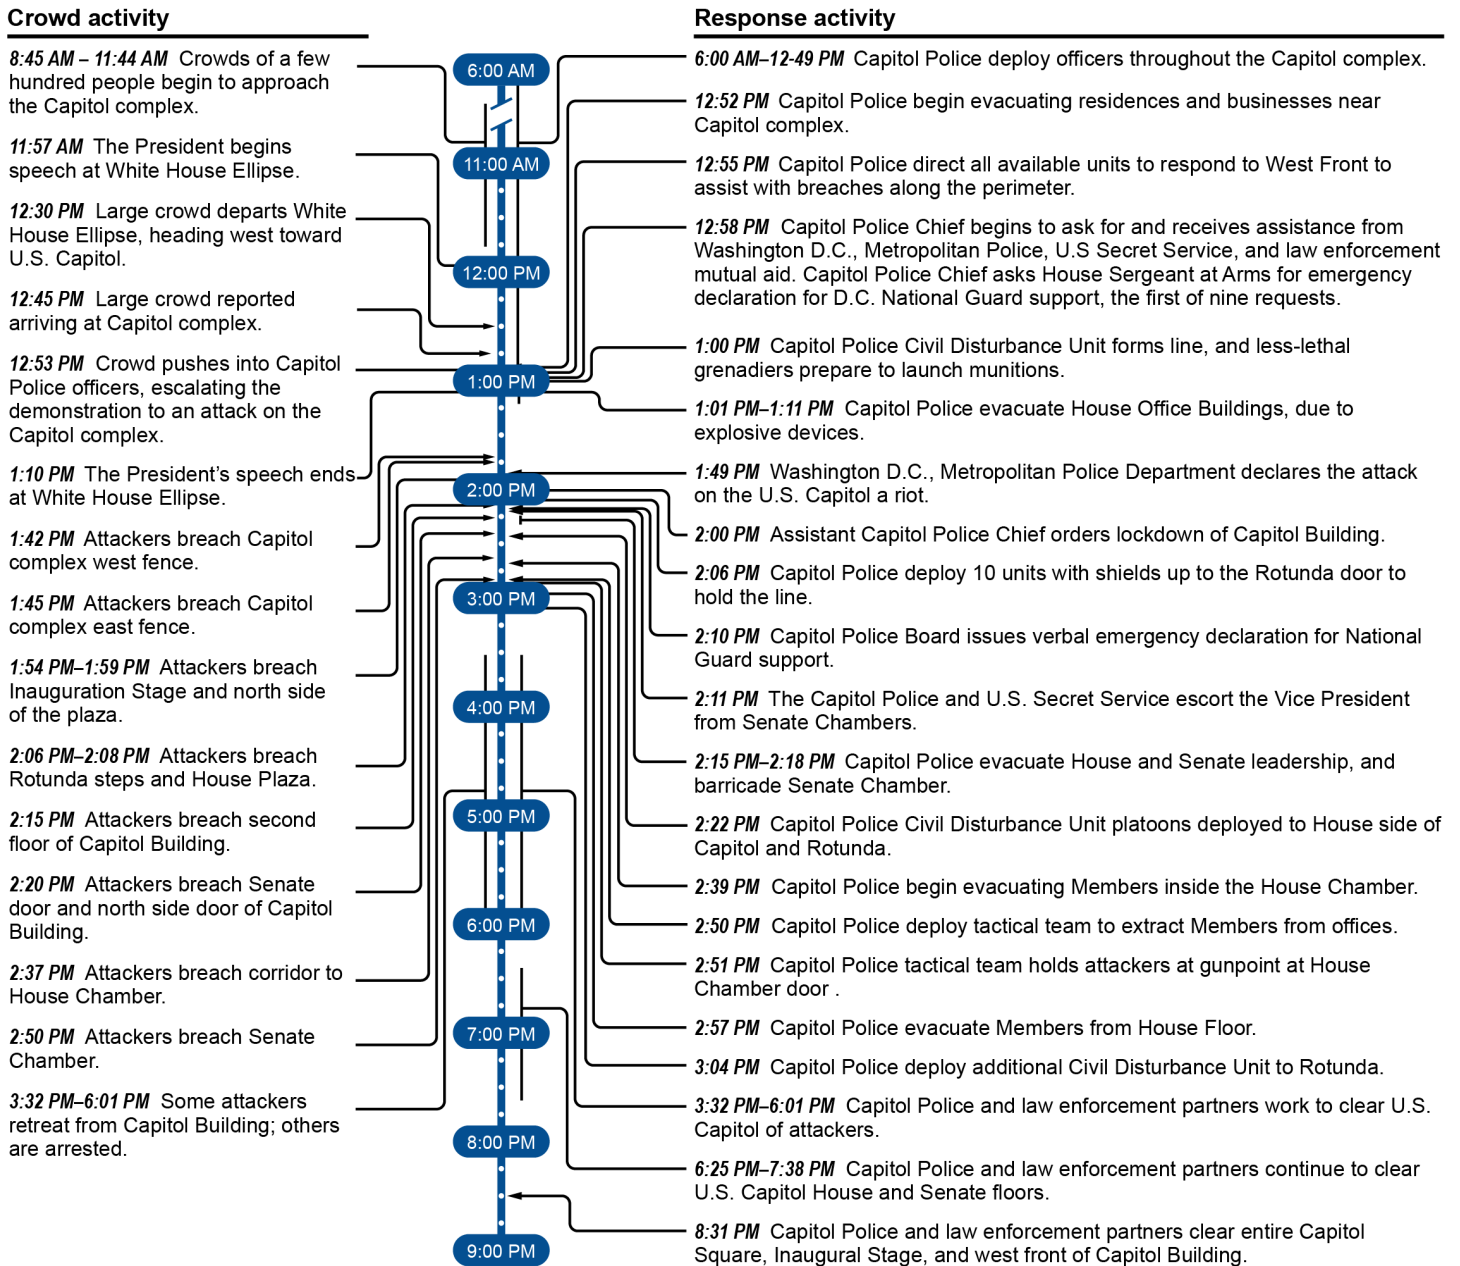 Crowd activity
8:45 AM – 11:44 AM Crowds of a few
hundred people begin to approach
the Capitol complex.
11:57 AM The President begins
speech at White House Ellipse.
12:30 PM Large crowd departs White
House Ellipse, heading west toward
U.S. Capitol.
12:45 PM Large crowd reported
arriving at Capitol complex.
12:53 PM Crowd pushes into Capitol
Police officers, escalating the
demonstration to an attack on the
Capitol complex.
1:10 PM The President’s speech ends
at White House Ellipse.
1:42 PM Attackers breach Capitol
complex west fence.
1:45 PM Attackers breach Capitol
complex east fence.
1:54 PM–1:59 PM Attackers breach
Inauguration Stage and north side
of the plaza.
2:06 PM–2:08 PM Attackers breach
Rotunda steps and House Plaza.
2:15 PM Attackers breach second
floor of Capitol Building.
2:20 PM Attackers breach Senate
door and north side door of Capitol
Building.
2:37 PM Attackers breach corridor to
House Chamber.
2:50 PM Attackers breach Senate
Chamber.
3:32 PM–6:01 PM Some attackers
retreat from Capitol Building; others
are arrested.
6:00 AM
11:00 AM
12:00 PM
1:00 PM
2:00 PM
3:00 PM
4:00 PM
5:00 PM
6:00 PM
7:00 PM
8:00 PM
9:00 PM
Response activity
6:00 AM–12-49 PM Capitol Police deploy officers throughout the Capitol complex.
12:52 PM Capitol Police begin evacuating residences and businesses near
Capitol complex.
12:55 PM Capitol Police direct all available units to respond to West Front to
assist with breaches along the perimeter.
12:58 PM Capitol Police Chief begins to ask for and receives assistance from
Washington D.C., Metropolitan Police, U.S Secret Service, and law enforcement
mutual aid. Capitol Police Chief asks House Sergeant at Arms for emergency
declaration for D.C. National Guard support, the first of nine requests.
1:00 PM Capitol Police Civil Disturbance Unit forms line, and less-lethal
grenadiers prepare to launch munitions.
1:01 PM–1:11 PM Capitol Police evacuate House Office Buildings, due to
explosive devices.
1:49 PM Washington D.C., Metropolitan Police Department declares the attack
on the U.S. Capitol a riot.
2:00 PM Assistant Capitol Police Chief orders lockdown of Capitol Building.
2:06 PM Capitol Police deploy 10 units with shields up to the Rotunda door to
hold the line.
2:10 PM Capitol Police Board issues verbal emergency declaration for National
Guard support.
2:11 PM The Capitol Police and U.S. Secret Service escort the Vice President
from Senate Chambers.
2:15 PM–2:18 PM Capitol Police evacuate House and Senate leadership, and
barricade Senate Chamber.
2:22 PM Capitol Police Civil Disturbance Unit platoons deployed to House side of
Capitol and Rotunda.
2:39 PM Capitol Police begin evacuating Members inside the House Chamber.
2:50 PM Capitol Police deploy tactical team to extract Members from offices.
2:51 PM Capitol Police tactical team holds attackers at gunpoint at House
Chamber door .
2:57 PM Capitol Police evacuate Members from House Floor.
3:04 PM Capitol Police deploy additional Civil Disturbance Unit to Rotunda.
3:32 PM–6:01 PM Capitol Police and law enforcement partners work to clear U.S.
Capitol of attackers.
6:25 PM–7:38 PM Capitol Police and law enforcement partners continue to clear
U.S. Capitol House and Senate floors.
8:31 PM Capitol Police and law enforcement partners clear entire Capitol
Square, Inaugural Stage, and west front of Capitol Building.